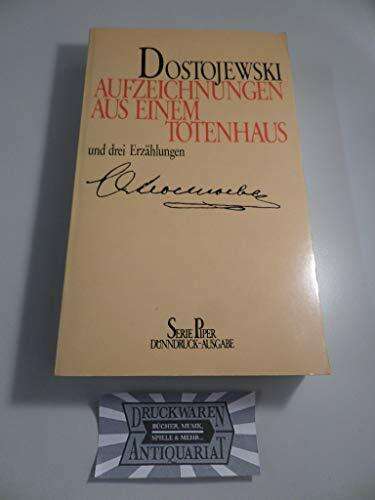 DOSTOJEWSKI
AUFZEICHNUNGEN
AUS EINEM
TOTENHAUS
und drei Erzählungen
SERIE PIPER
DÜNNDRUCK-AUSGABE
DRUCKWAREN
BÜCHER, MUSIK,
SPIELE & MEHR...
ANTIQUARIAT